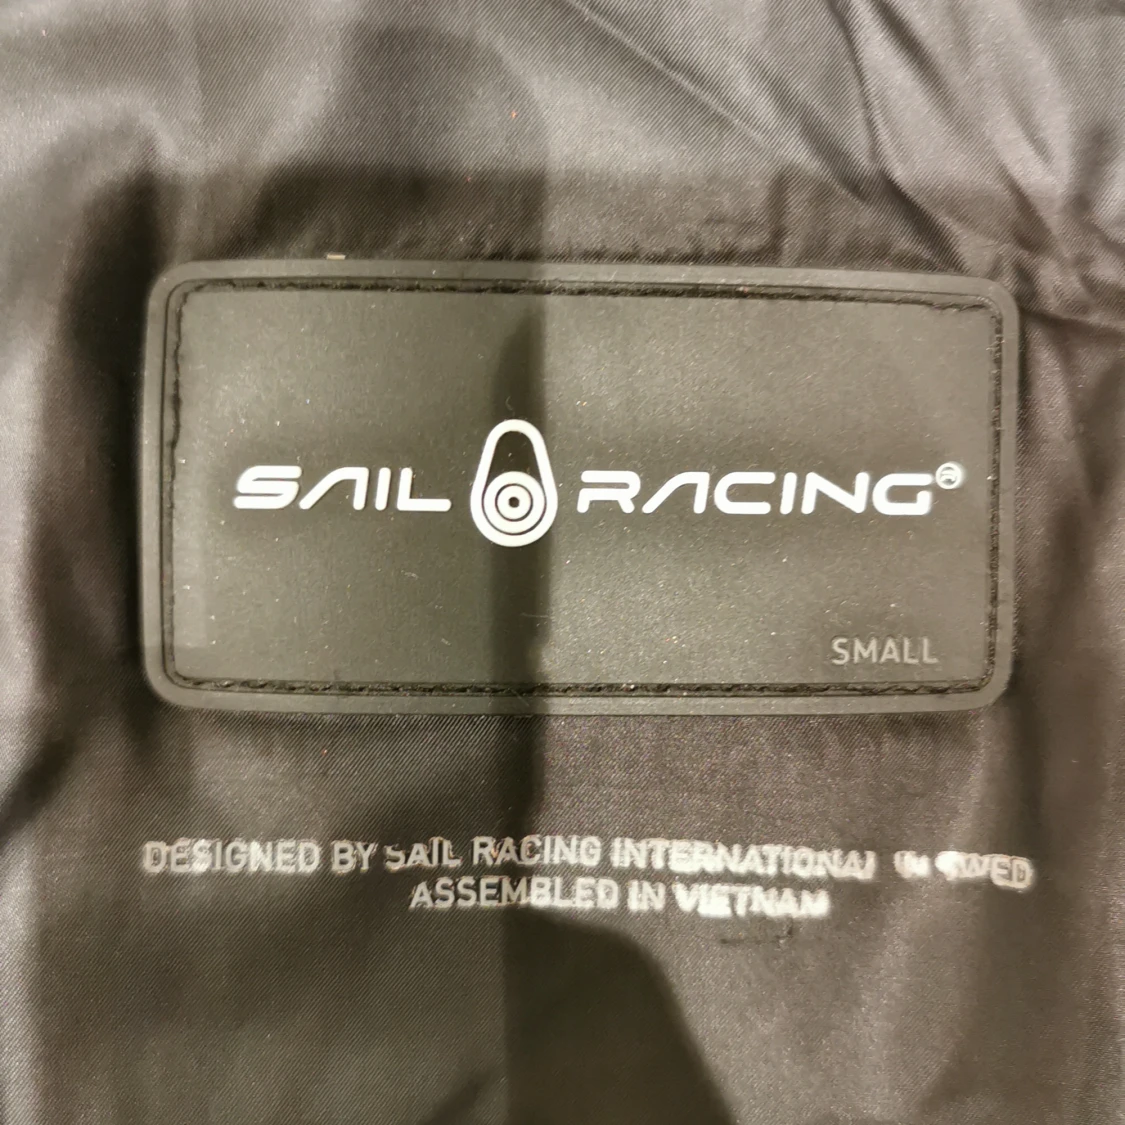 SAIL RACING®
SMALL
DESIGNED BY SAIL RACING INTERNATIONAL IN SWED
ASSEMBLED IN VIETNAM